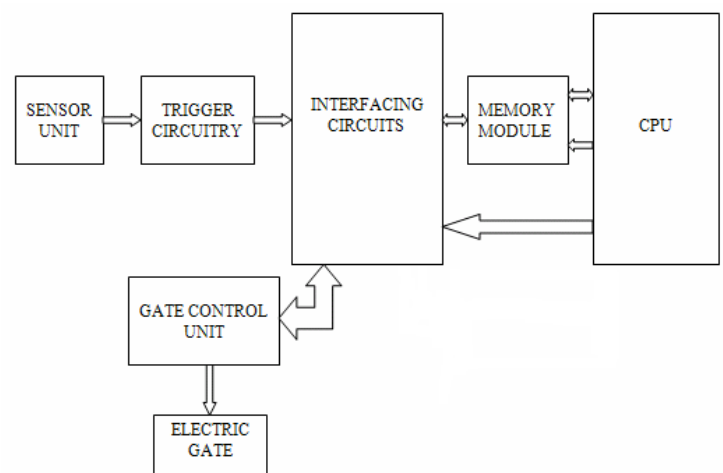 SENSOR
UNIT
TRIGGER
CIRCUITRY
INTERFACING
CIRCUITS
MEMORY
MODULE
CPU
GATE CONTROL
UNIT
ELECTRIC
GATE